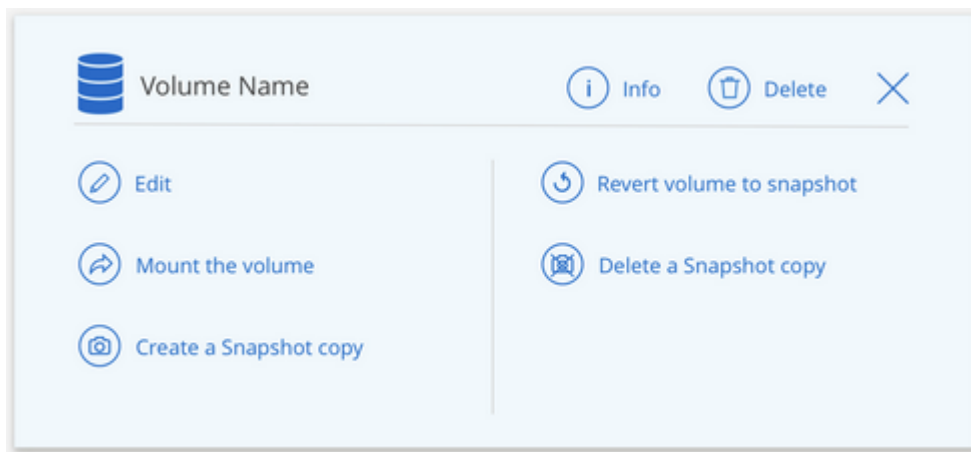 Volume Name
Info
Delete
Edit
Mount the volume
Create a Snapshot copy
Revert volume to snapshot
Delete a Snapshot copy